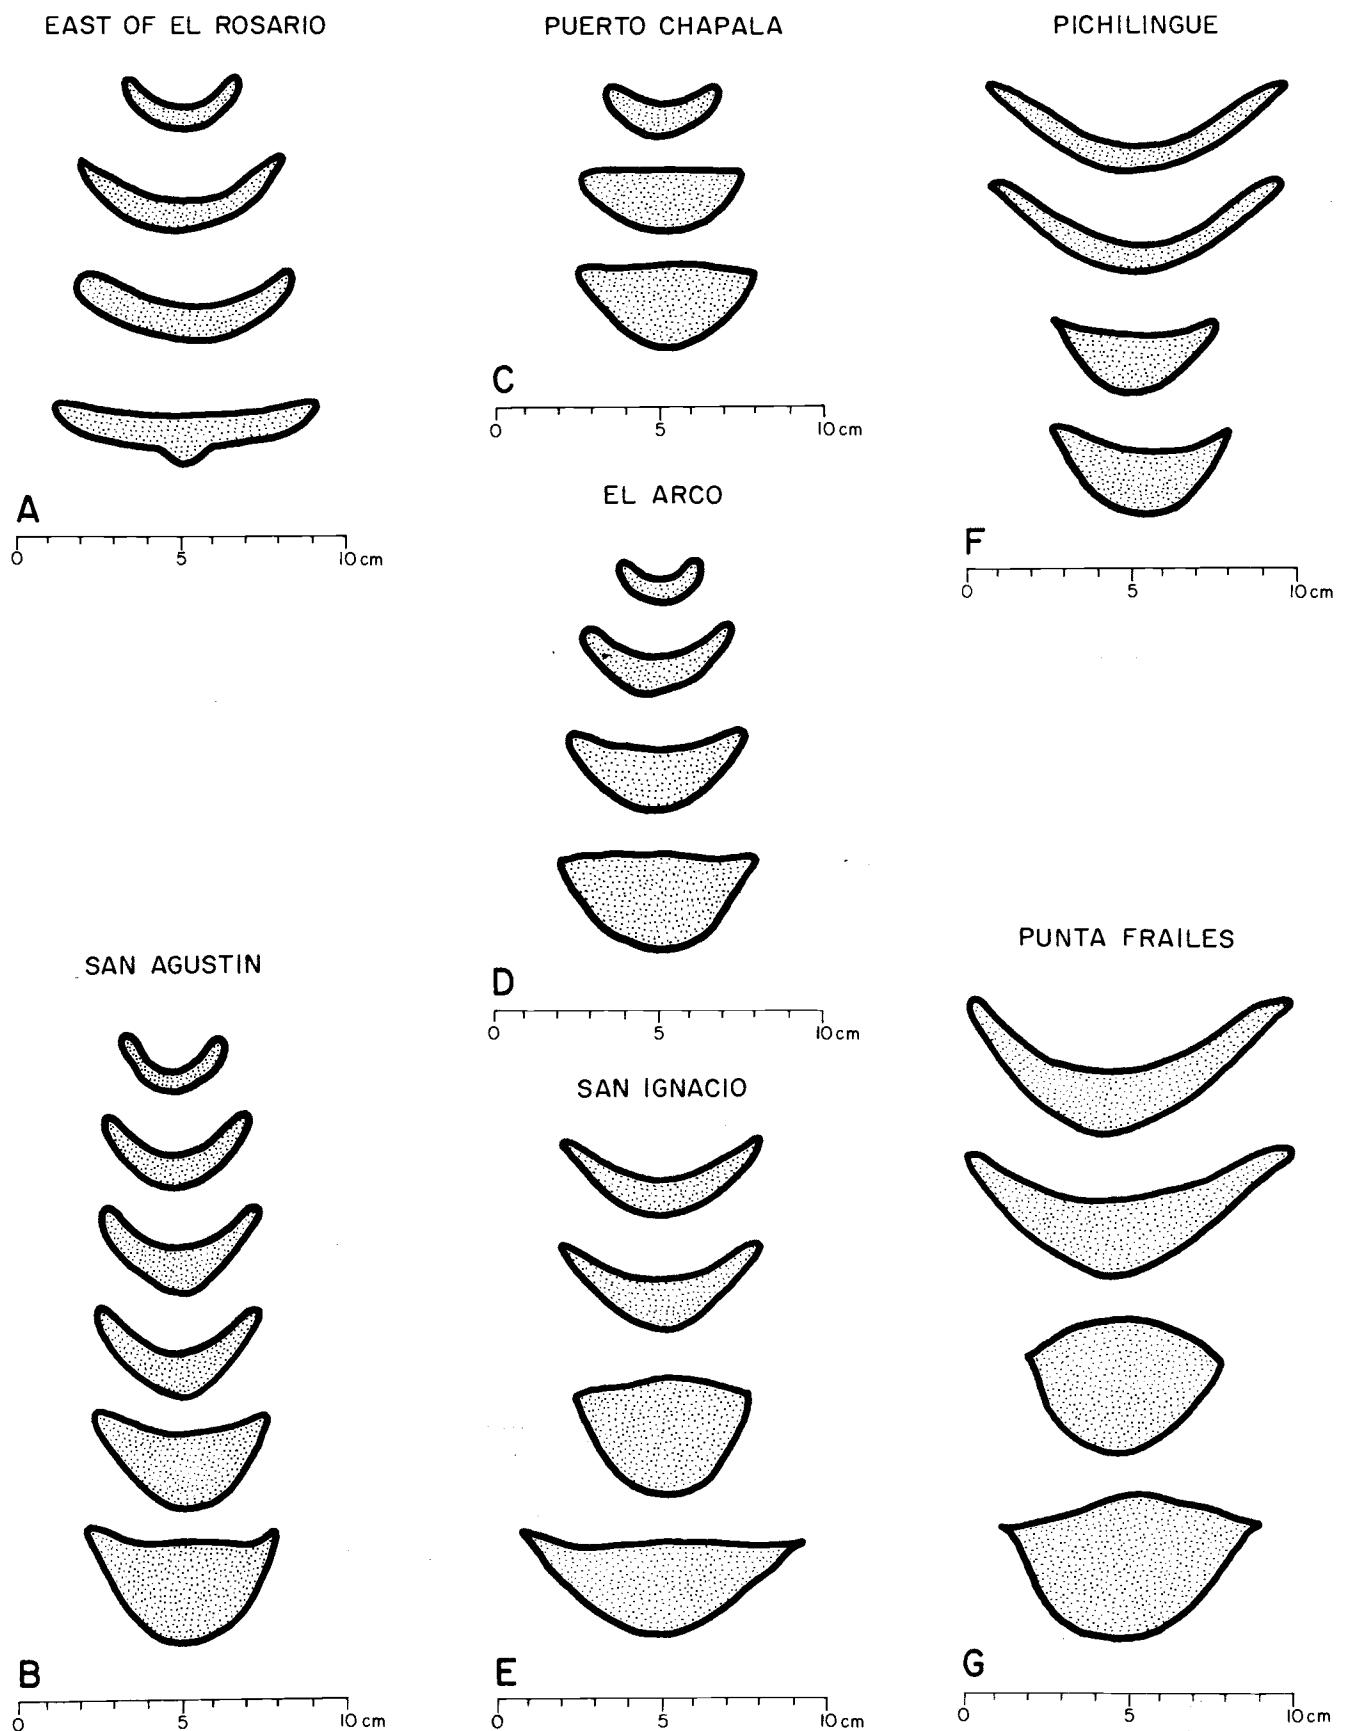 EAST OF EL ROSARIO
A
0 5 10 cm
SAN AGUSTIN
B
0 5 10 cm
PUERTO CHAPALA
C
0 5 10 cm
EL ARCO
D
0 5 10 cm
SAN IGNACIO
E
0 5 10 cm
PICHILINGUE
F
0 5 10 cm
PUNTA FRAILES
G
0 5 10 cm